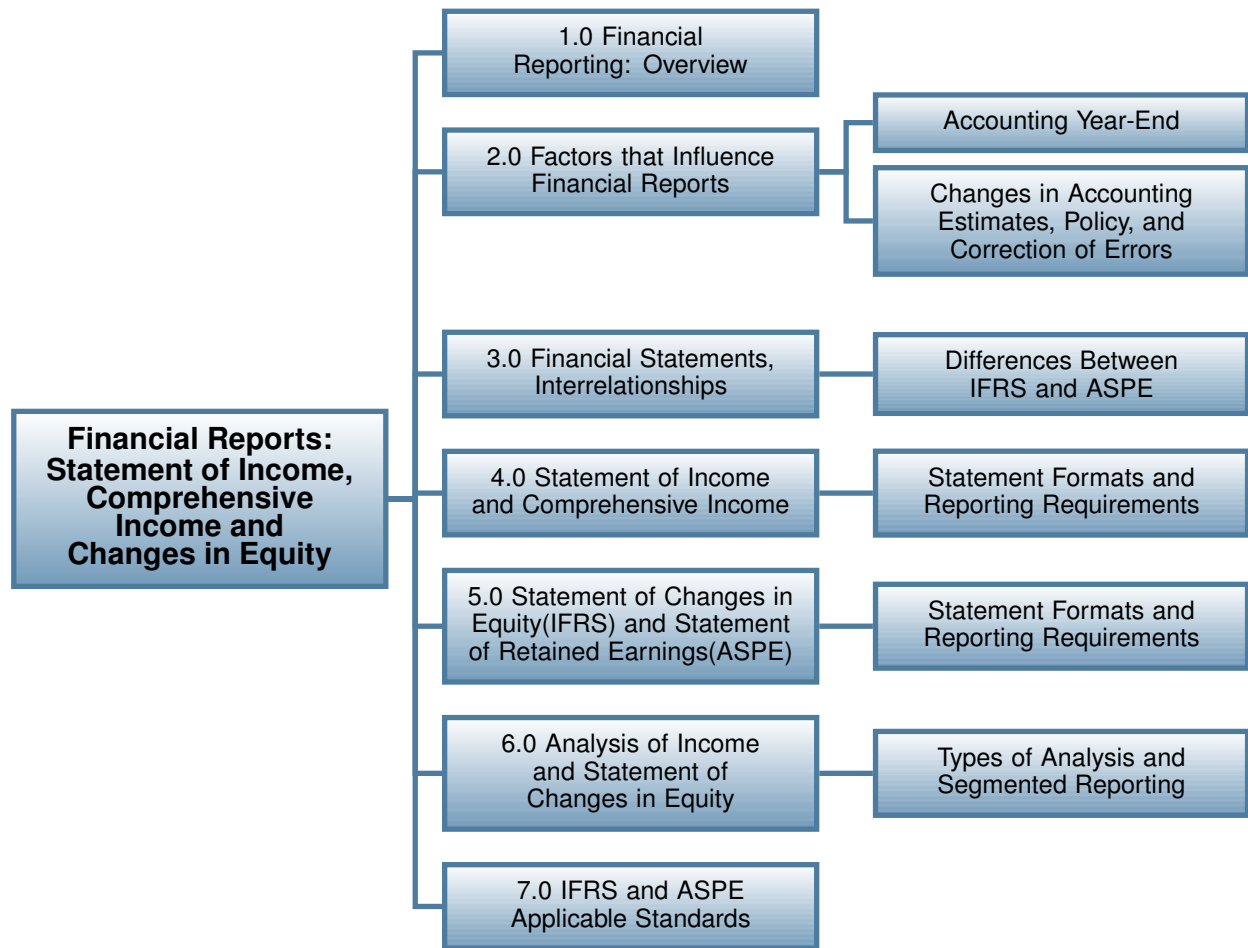 Financial Reports:
Statement of Income,
Comprehensive
Income and
Changes in Equity
1.0 Financial
Reporting: Overview
2.0 Factors that Influence
Financial Reports
Accounting Year-End
Changes in Accounting
Estimates, Policy, and
Correction of Errors
3.0 Financial Statements,
Interrelationships
Differences Between
IFRS and ASPE
4.0 Statement of Income
and Comprehensive Income
Statement Formats and
Reporting Requirements
5.0 Statement of Changes in
Equity(IFRS) and Statement
of Retained Earnings(ASPE)
Statement Formats and
Reporting Requirements
6.0 Analysis of Income
and Statement of
Changes in Equity
Types of Analysis and
Segmented Reporting
7.0 IFRS and ASPE
Applicable Standards